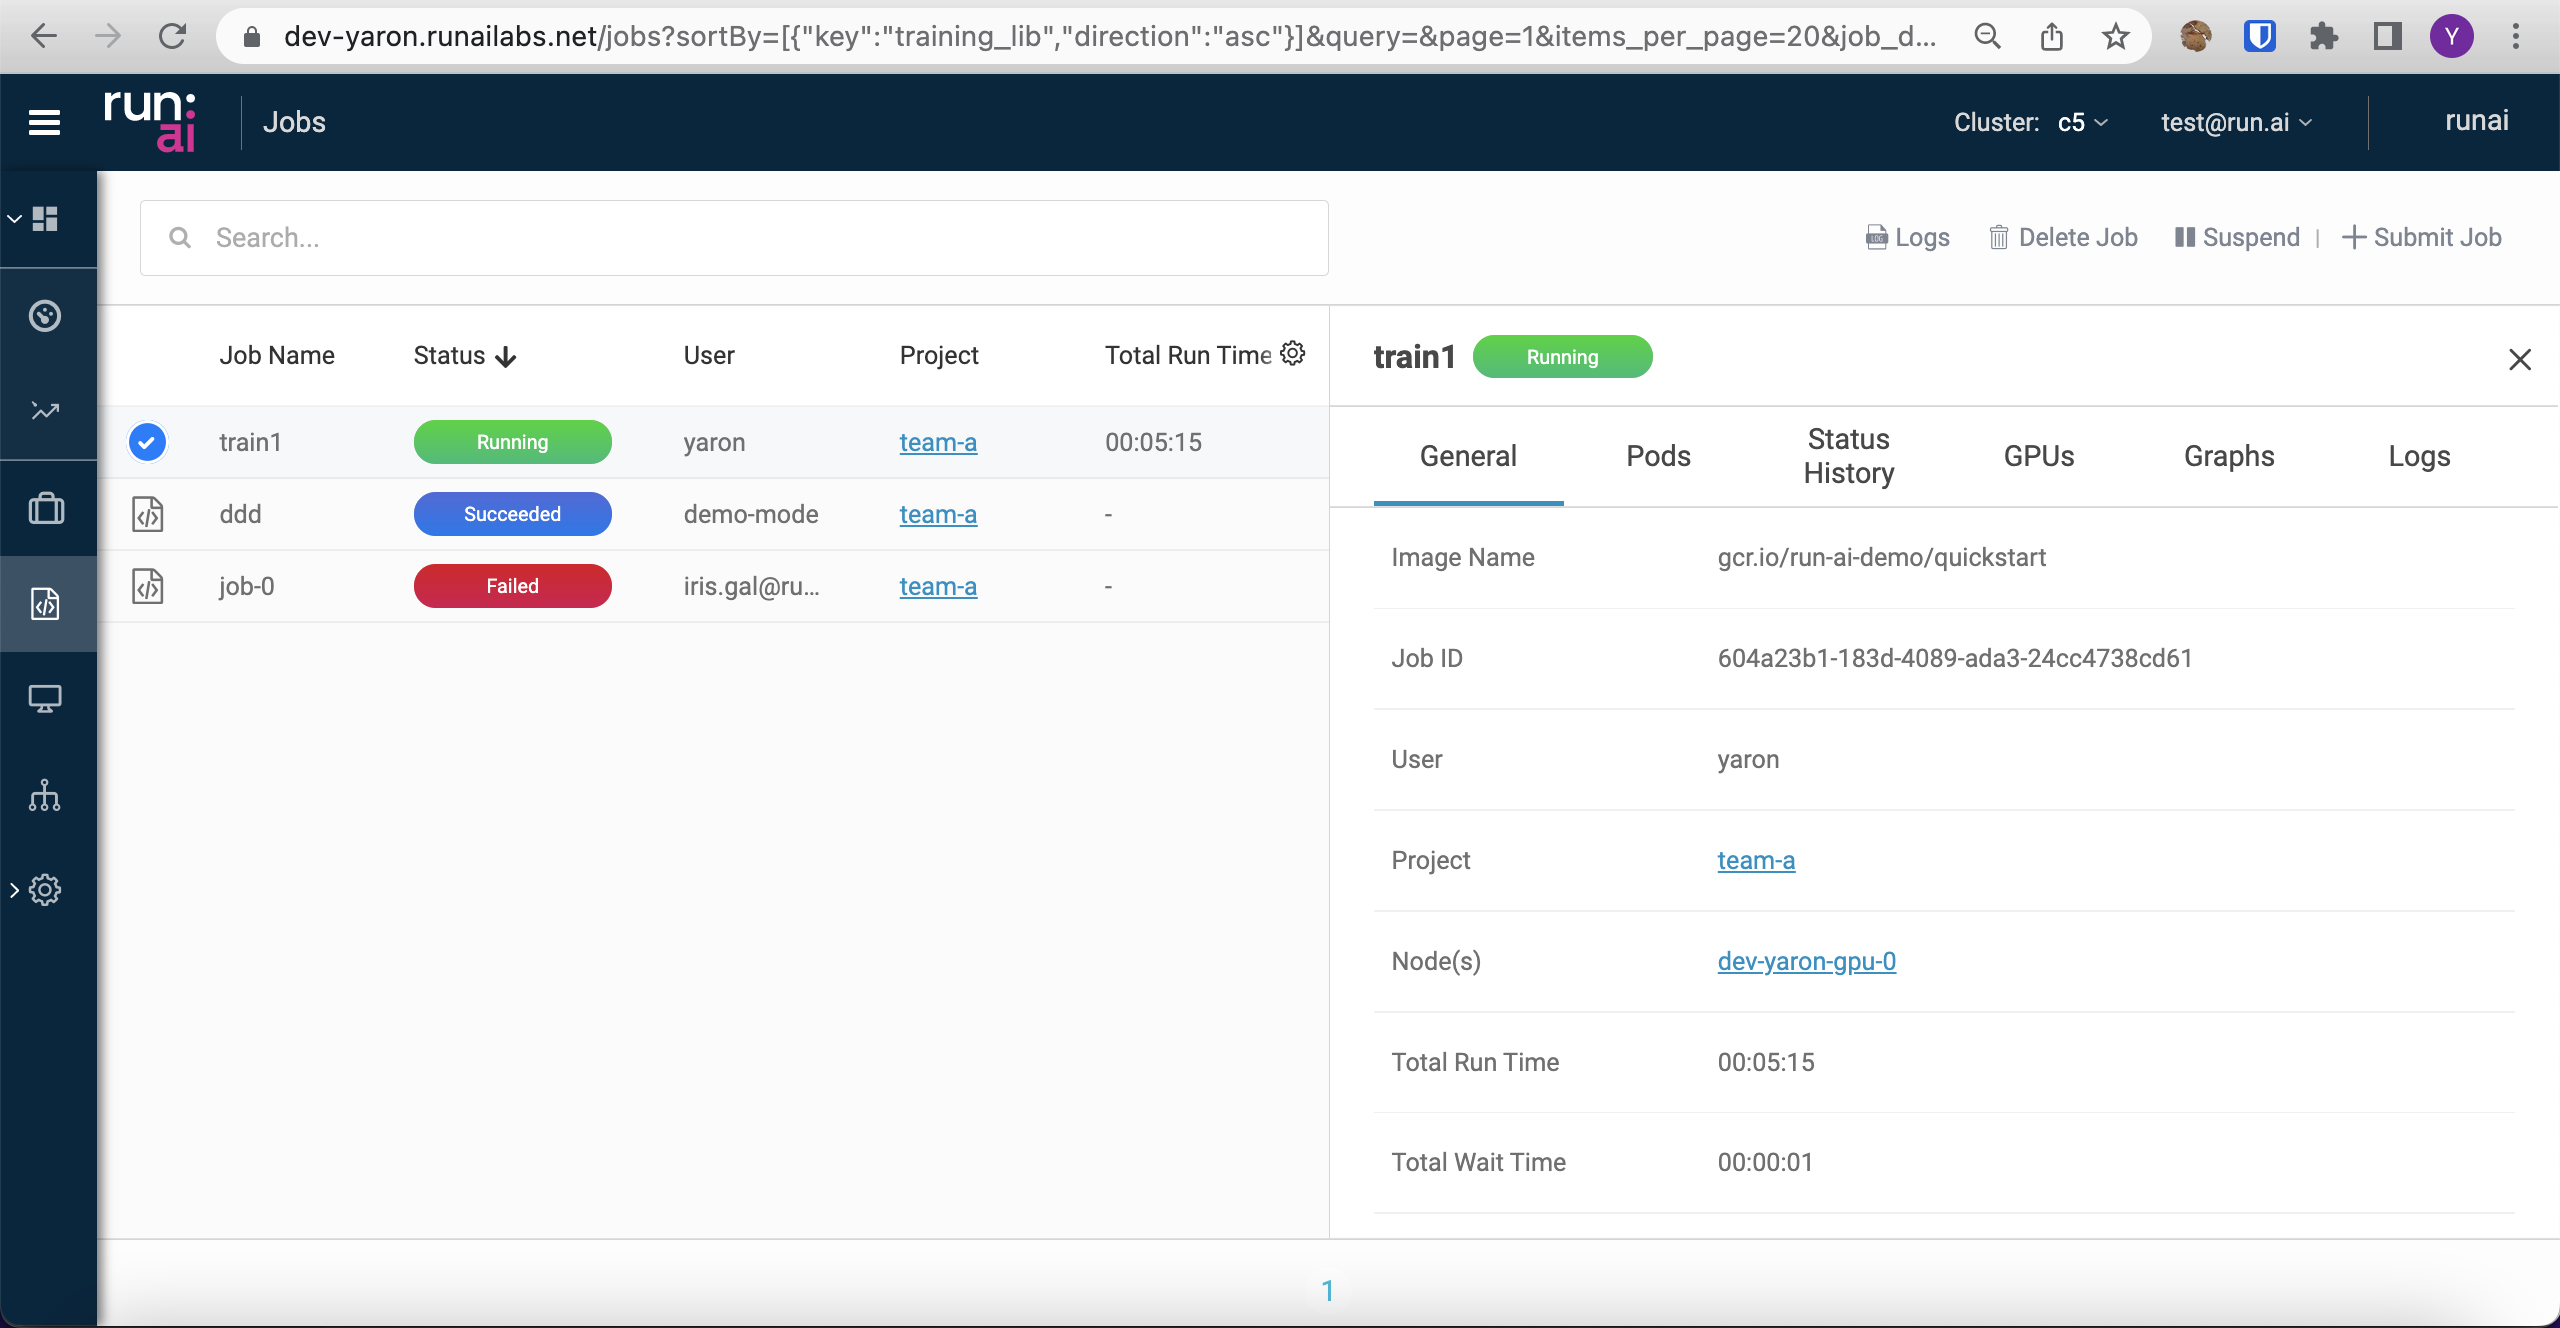 dev-yaron.runailabs.net/jobs?sortBy=[{"key":"training_lib","direction":"asc"}]&query=&page=1&items_per_page=20&job_d...
Y
run:
ai
Jobs
Cluster: c5
test@run.ai
runai
Search...
LOG Logs
Delete Job
Suspend
Submit Job
Job Name
Status
User
Project
Total Run Time
train1
Running
yaron
team-a
00:05:15
ddd
Succeeded
demo-mode
team-a
-
job-0
Failed
iris.gal@ru...
team-a
-
train1
Running
General
Pods
Status
History
GPUs
Graphs
Logs
Image Name
gcr.io/run-ai-demo/quickstart
Job ID
604a23b1-183d-4089-ada3-24cc4738cd61
User
yaron
Project
team-a
Node(s)
dev-yaron-gpu-0
Total Run Time
00:05:15
Total Wait Time
00:00:01
1